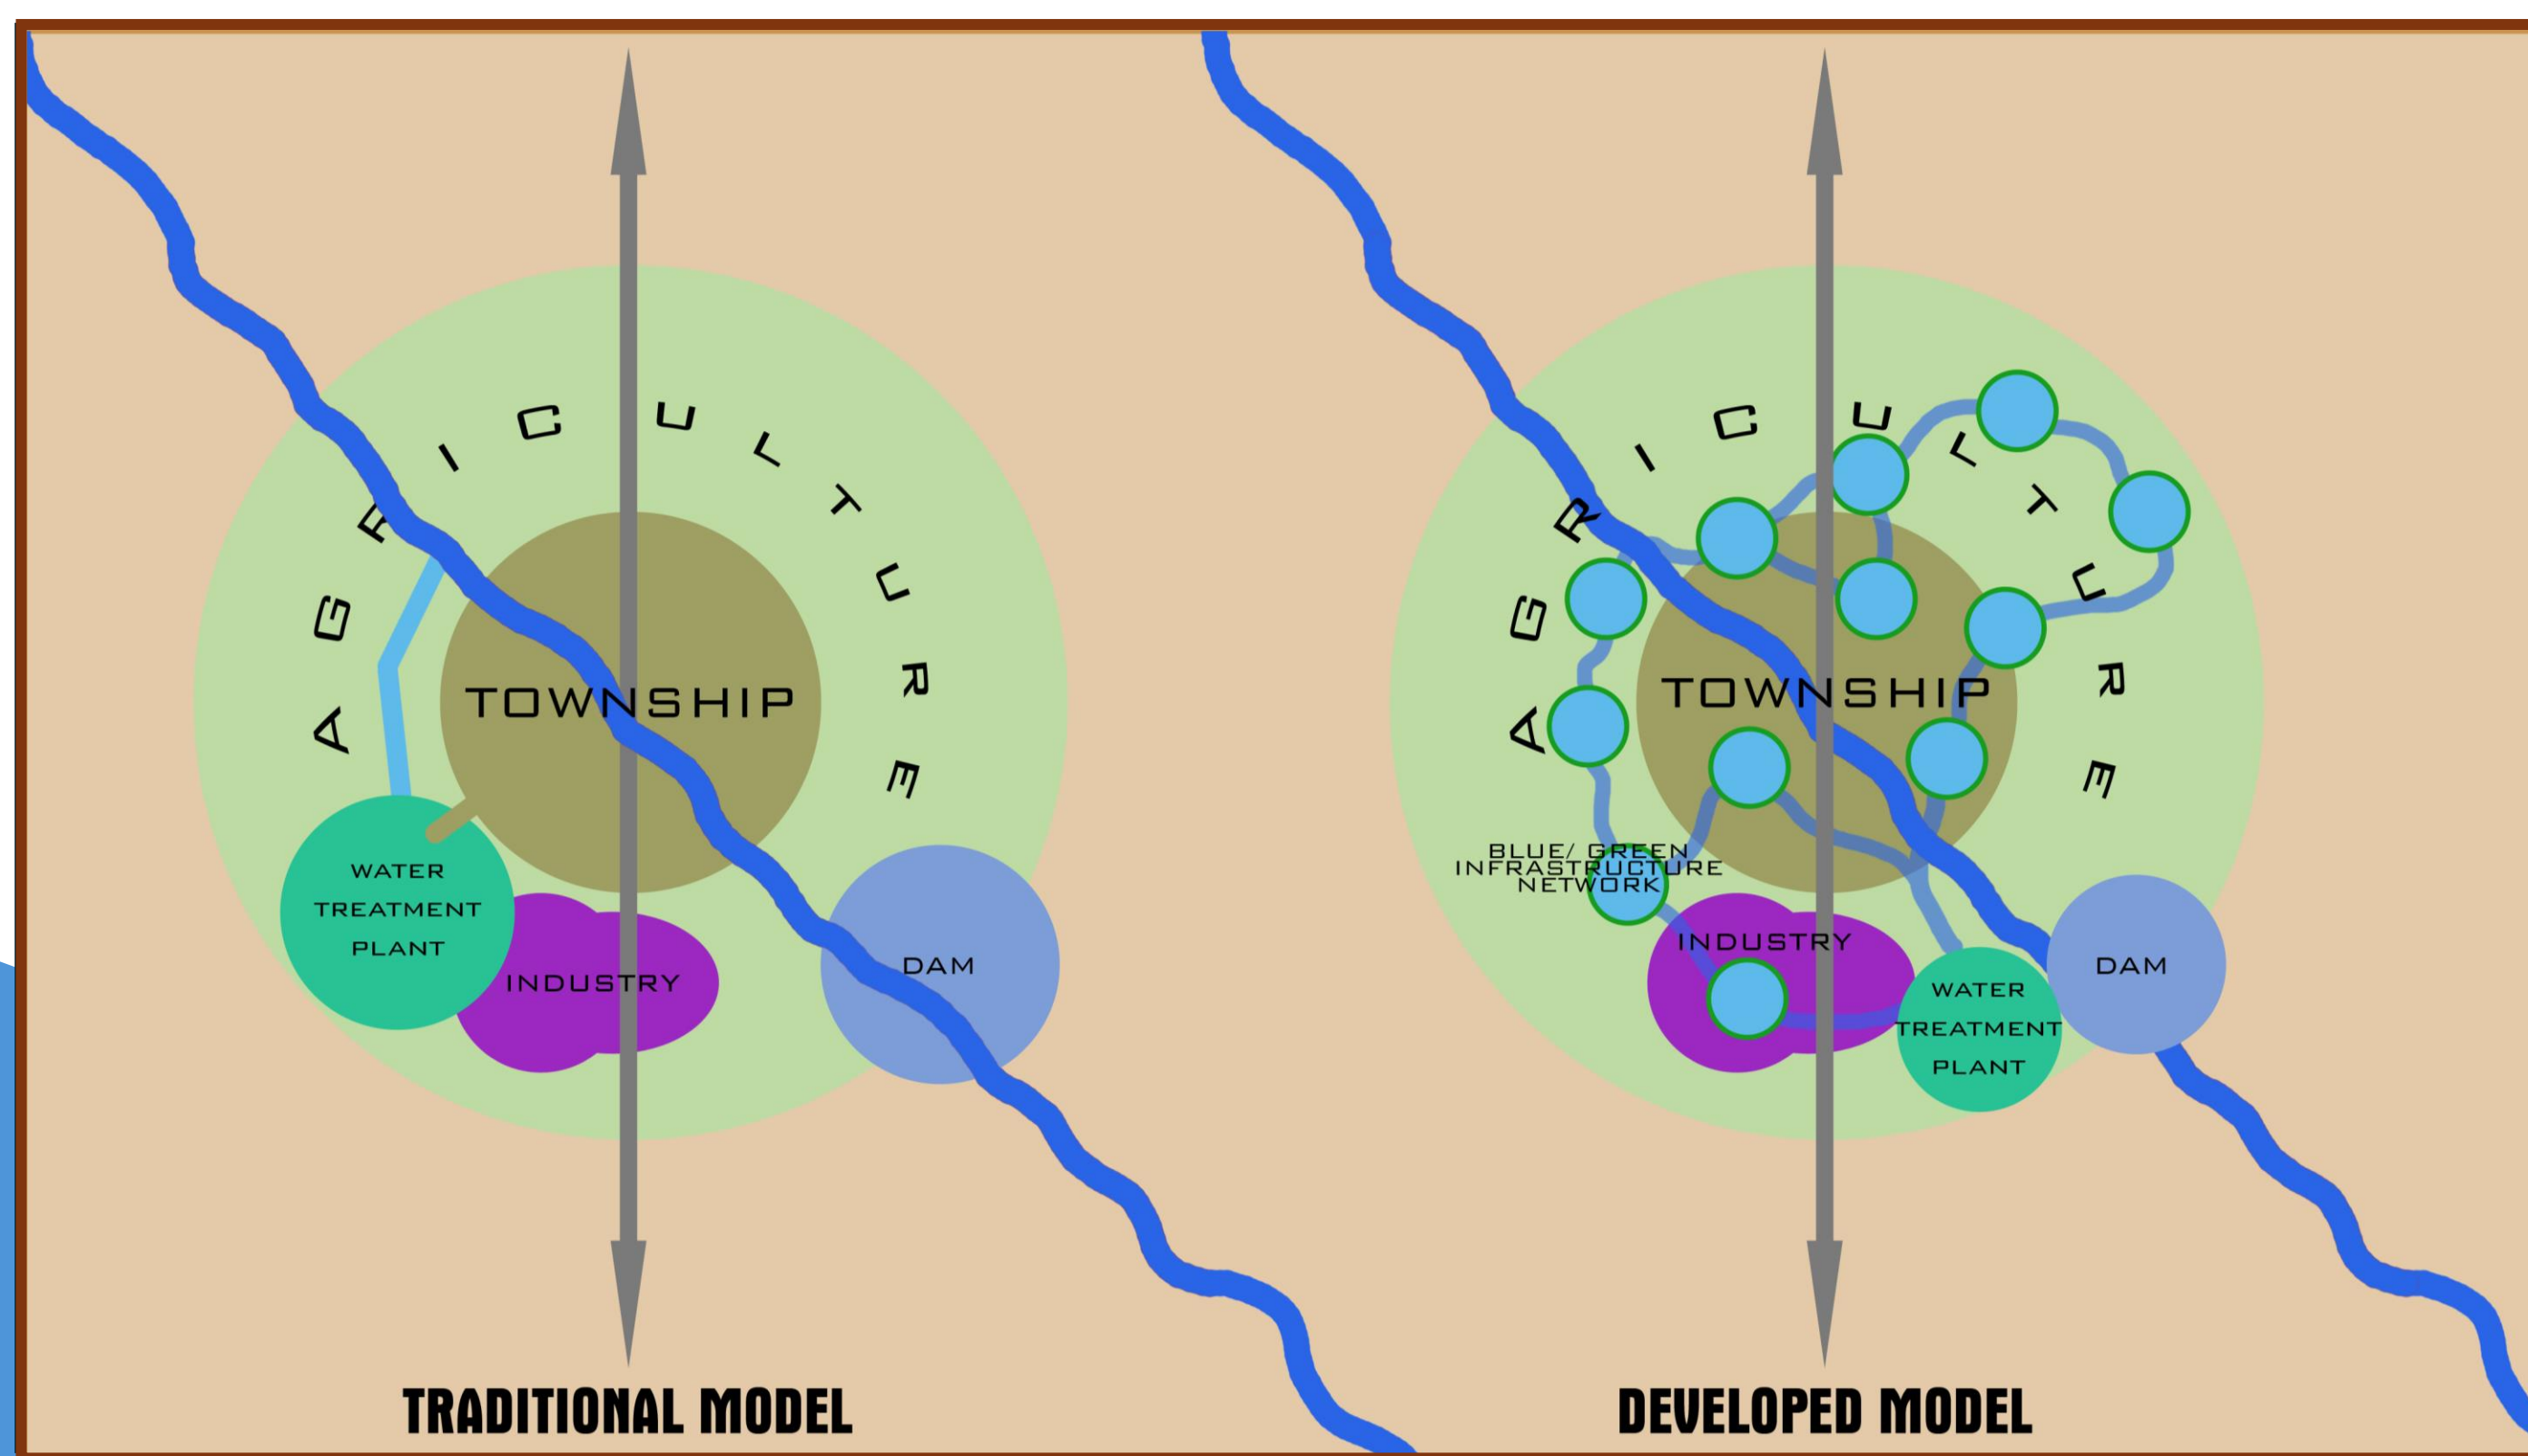 AGRICULTURE
TOWNSHIP
WATER
TREATMENT
PLANT
INDUSTRY
DAM
TRADITIONAL MODEL
AGRICULTURE
TOWNSHIP
BLUE/ GREEN
INFRASTRUCTURE
NETWORK
INDUSTRY
WATER
TREATMENT
PLANT
DAM
DEVELOPED MODEL